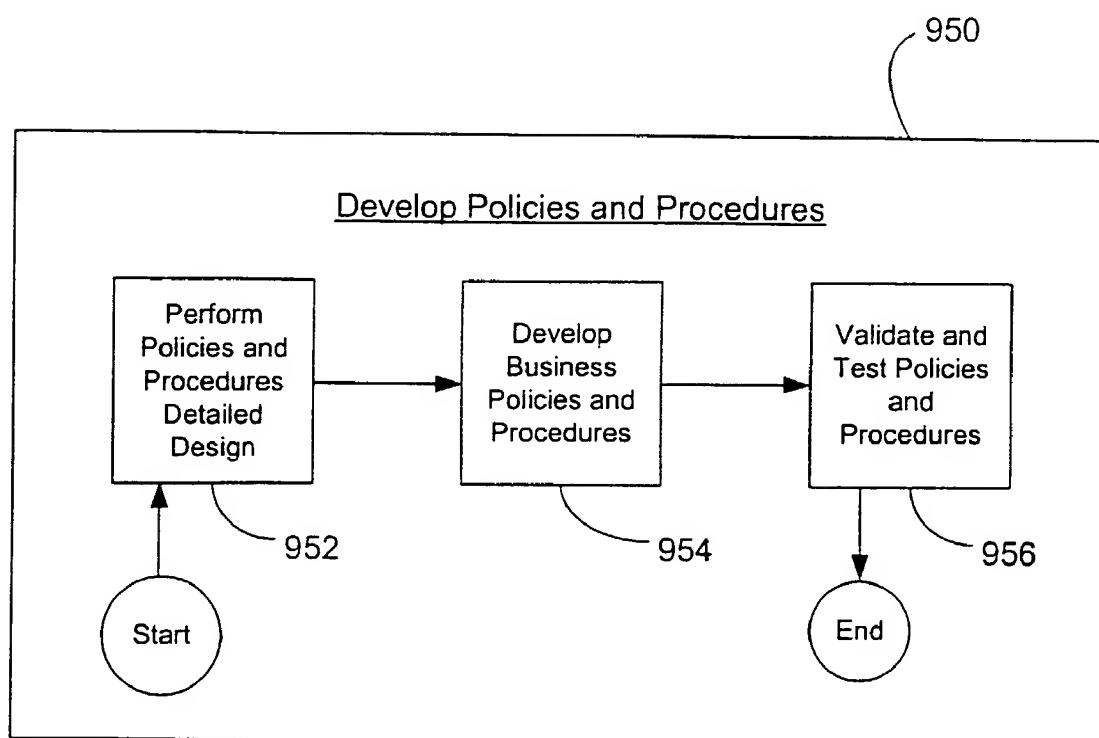 950
Develop Policies and Procedures
Perform
Policies and
Procedures
Detailed
Design
Develop
Business
Policies and
Procedures
Validate and
Test Policies
and
Procedures
952
954
956
Start
End